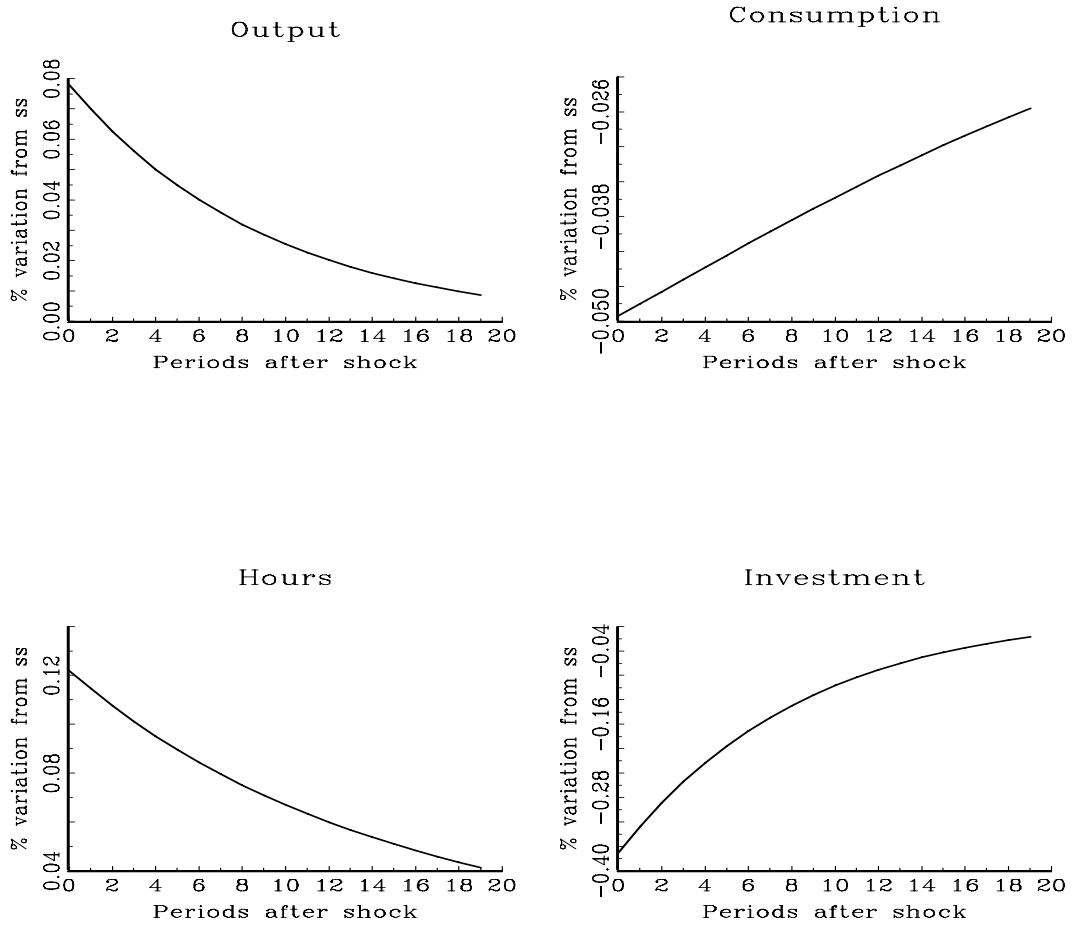 Output
% variation from ss
0.08
0.06
0.04
0.02
0.00
0 2 4 6 8 10 12 14 16 18 20
Periods after shock
Consumption
% variation from ss
-0.026
-0.038
-0.050
0 2 4 6 8 10 12 14 16 18 20
Periods after shock
Hours
% variation from ss
0.12
0.08
0.04
0 2 4 6 8 10 12 14 16 18 20
Periods after shock
Investment
% variation from ss
-0.04
-0.16
-0.28
-0.40
0 2 4 6 8 10 12 14 16 18 20
Periods after shock